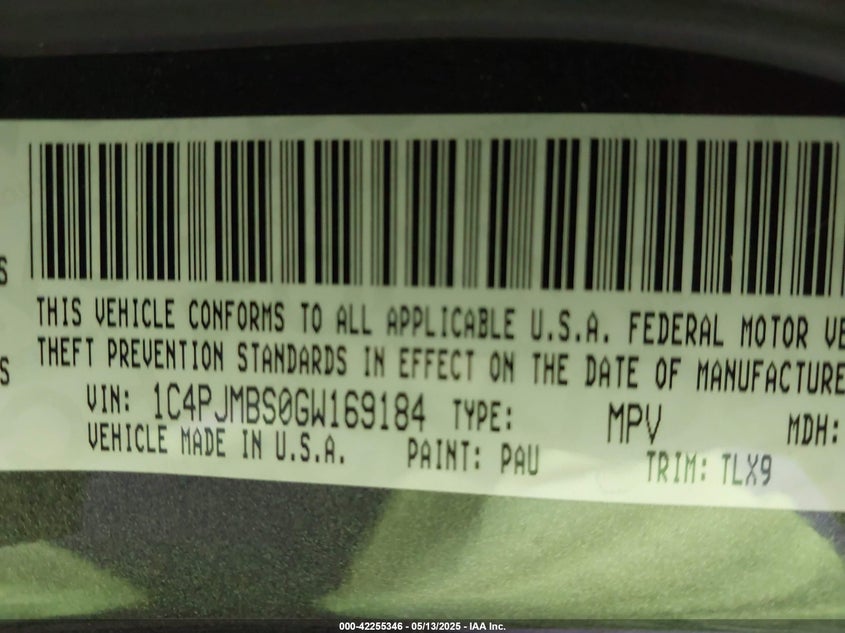 S
THIS VEHICLE CONFORMS TO ALL APPLICABLE U.S.A. FEDERAL MOTOR VE
S THEFT PREVENTION STANDARDS IN EFFECT ON THE DATE OF MANUFACTURE
VIN: 1C4PJMBS0GW169184 TYPE: MPV MDH:
VEHICLE MADE IN U.S.A. PAINT: PAU TRIM: TLX9
000-42255346 - 05/13/2025 - IAA Inc.